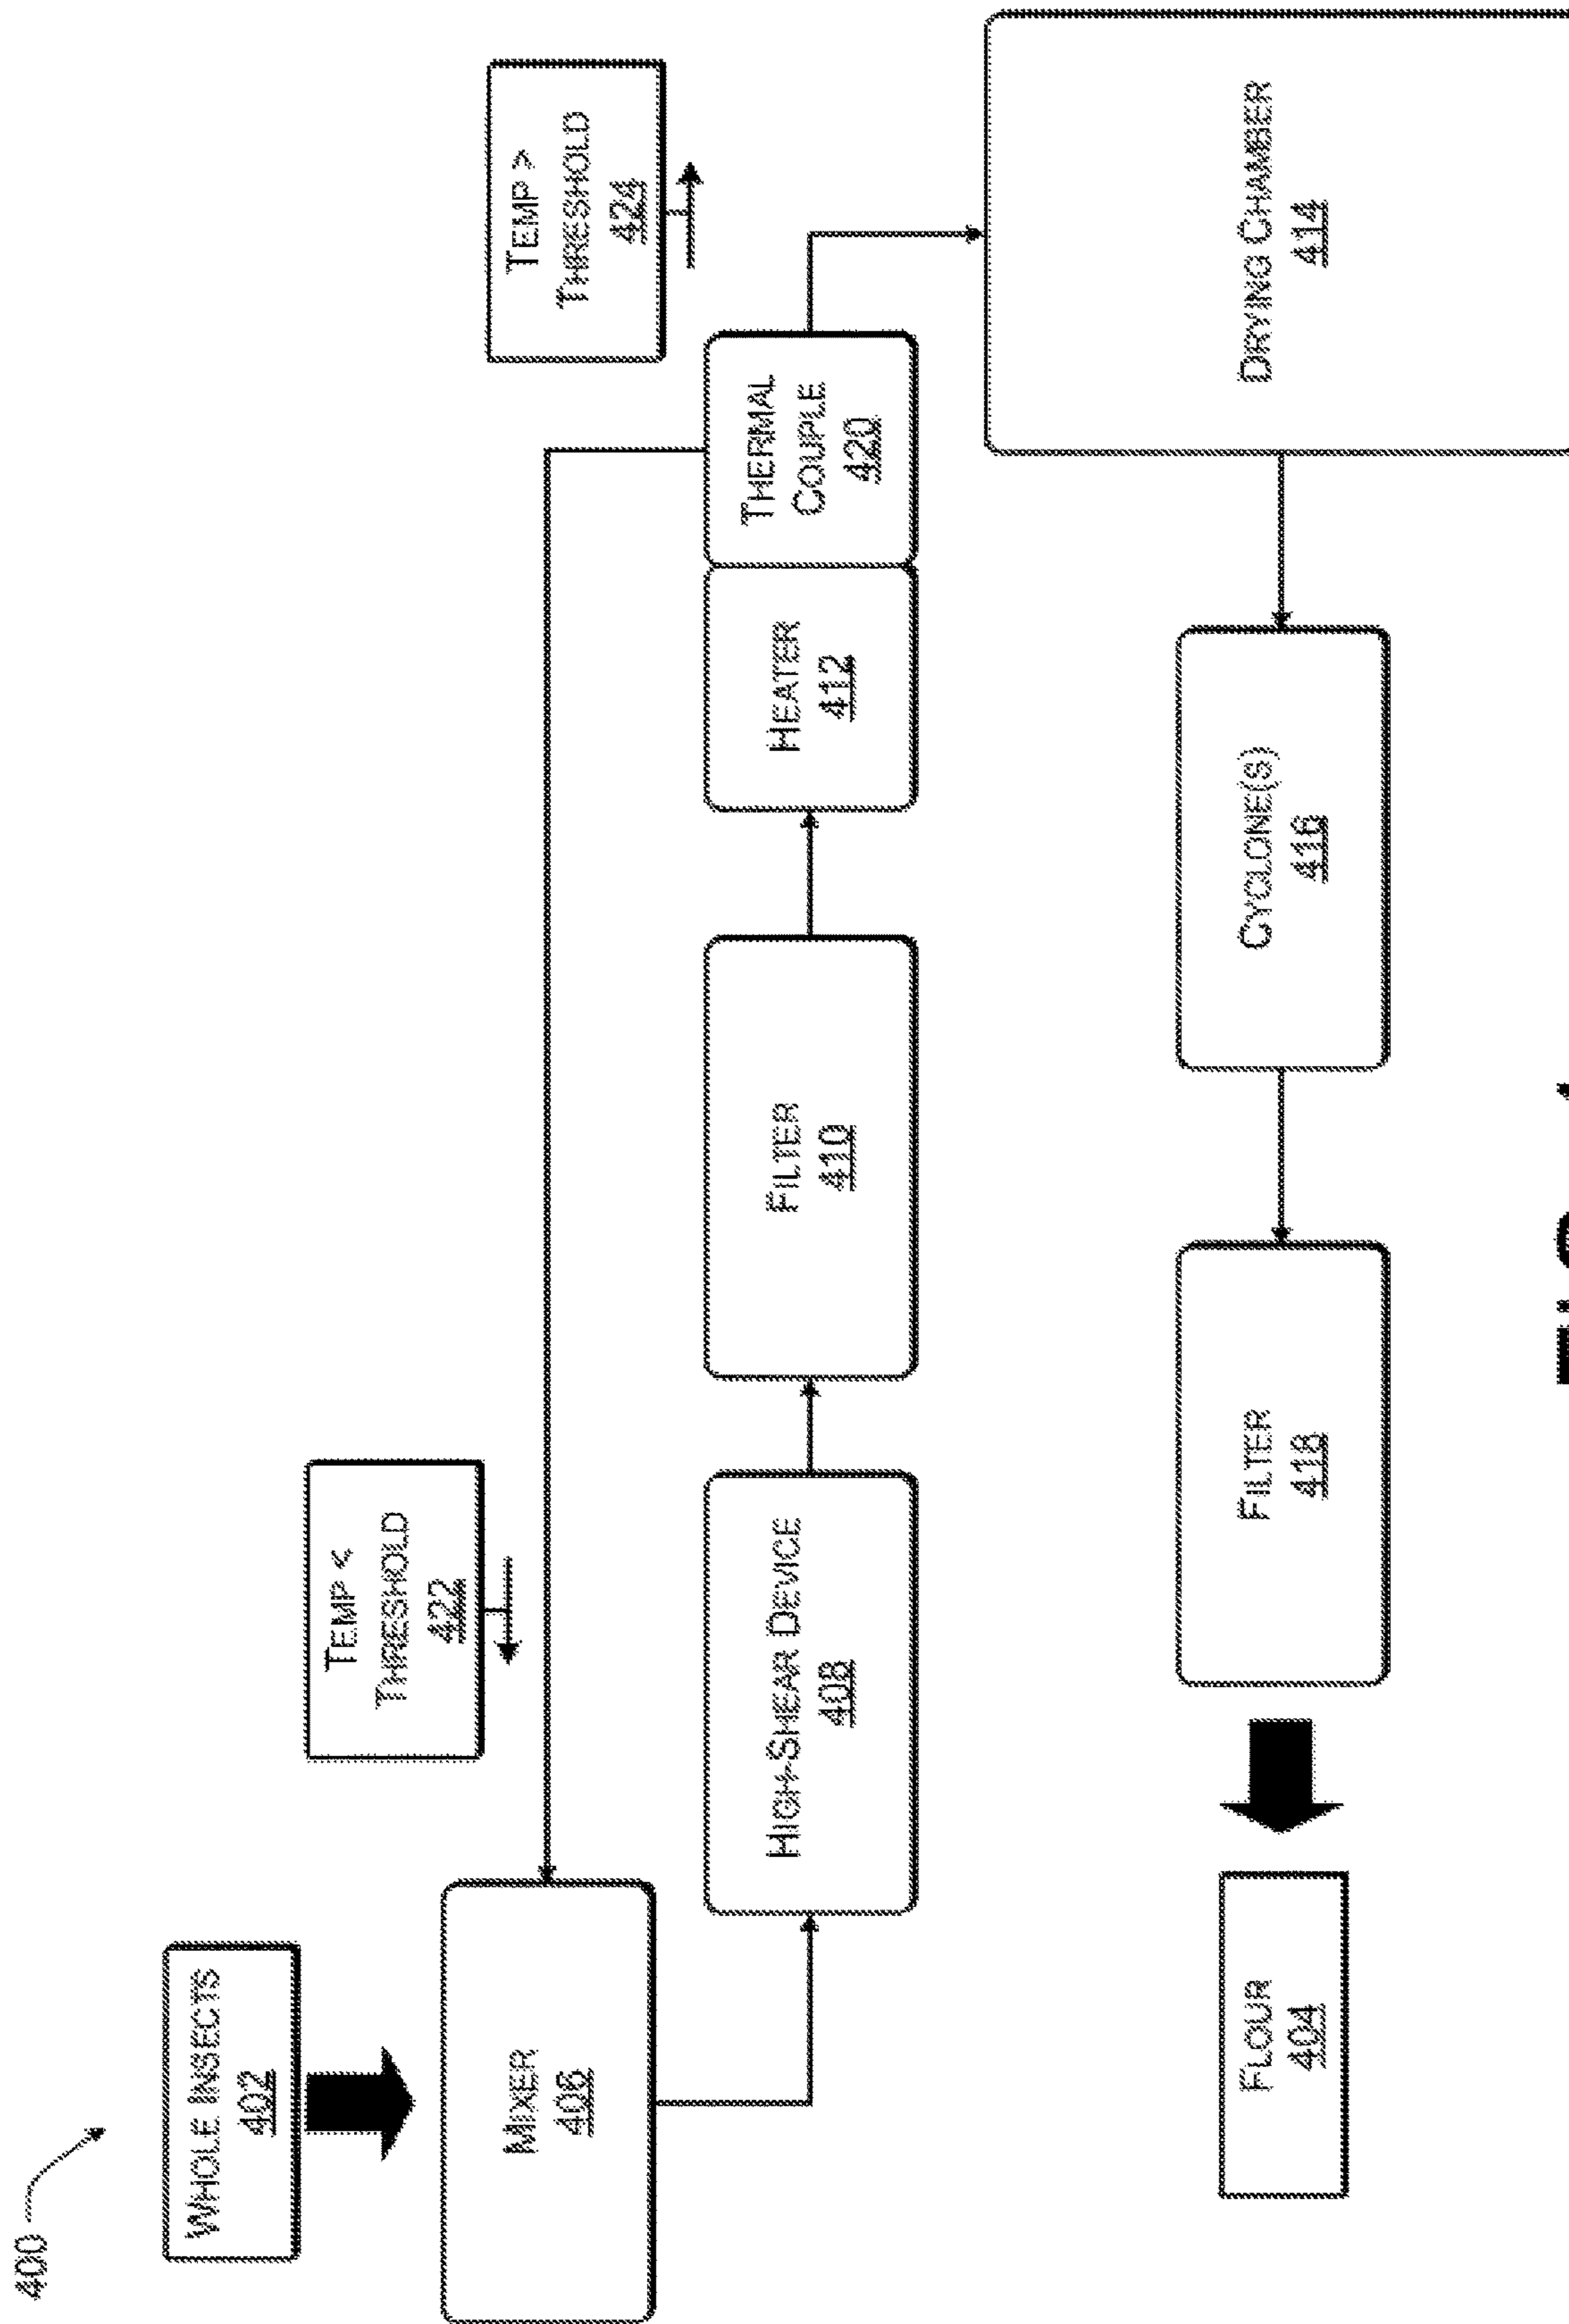 400
WHOLE INSECTS
402
MIXER
406
TEMP <
THRESHOLD
422
TEMP >
THRESHOLD
424
HIGH-SHEAR DEVICE
408
FILTER
410
HEATER
412
THERMAL
COUPLE
420
DRYING CHAMBER
414
CYCLONE(S)
416
FILTER
418
FLOUR
404